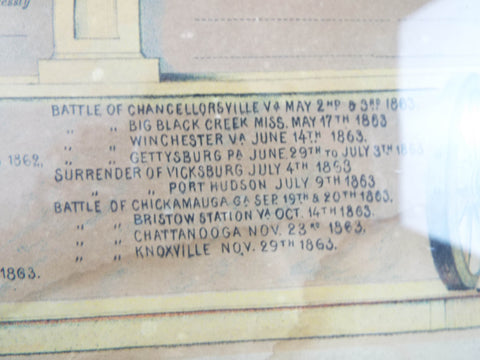 BATTLE OF CHANCELLORSVILLE VA MAY 2ND & 3RD 1863.
" " BIG BLACK CREEK MISS. MAY 17TH 1863
" " WINCHESTER VA JUNE 14TH 1863.
1862, " " GETTYSBURG PA JUNE 29TH TO JULY 3TH 1863
SURRENDER OF VICKSBURG JULY 4TH 1863
" " PORT HUDSON JULY 9TH 1863
BATTLE OF CHICKAMAUGA GA SEP. 19TH & 20TH 1863.
" " BRISTOW STATION VA OCT. 14TH 1863.
" " CHATTANOOGA NOV. 23RD 1863.
" " KNOXVILLE NOV. 29TH 1863.
1863.